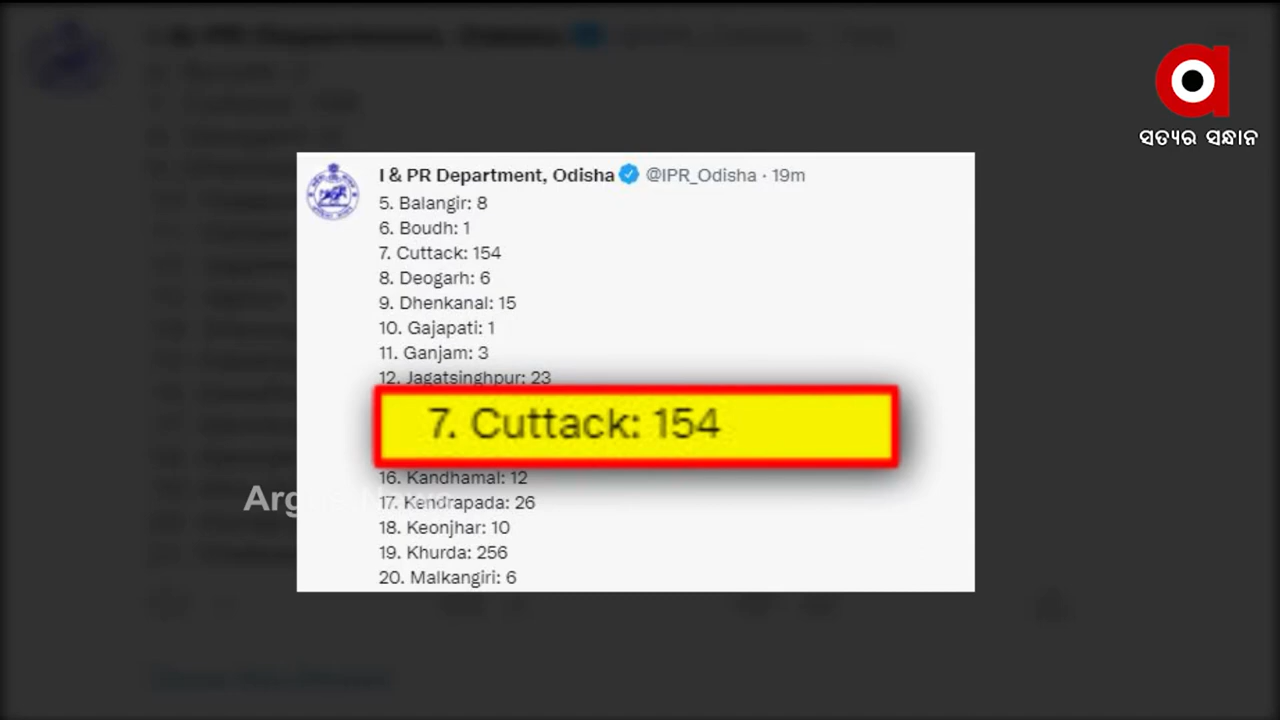 ସତ୍ୟର ସନ୍ଧାନ
I & PR Department, Odisha @IPR_Odisha · 19m
5. Balangir: 8
6. Boudh: 1
7. Cuttack: 154
8. Deogarh: 6
9. Dhenkanal: 15
10. Gajapati: 1
11. Ganjam: 3
12. Jagatsinghpur: 23
7. Cuttack: 154
16. Kandhamal: 12
17. Kendrapada: 26
18. Keonjhar: 10
19. Khurda: 256
20. Malkangiri: 6